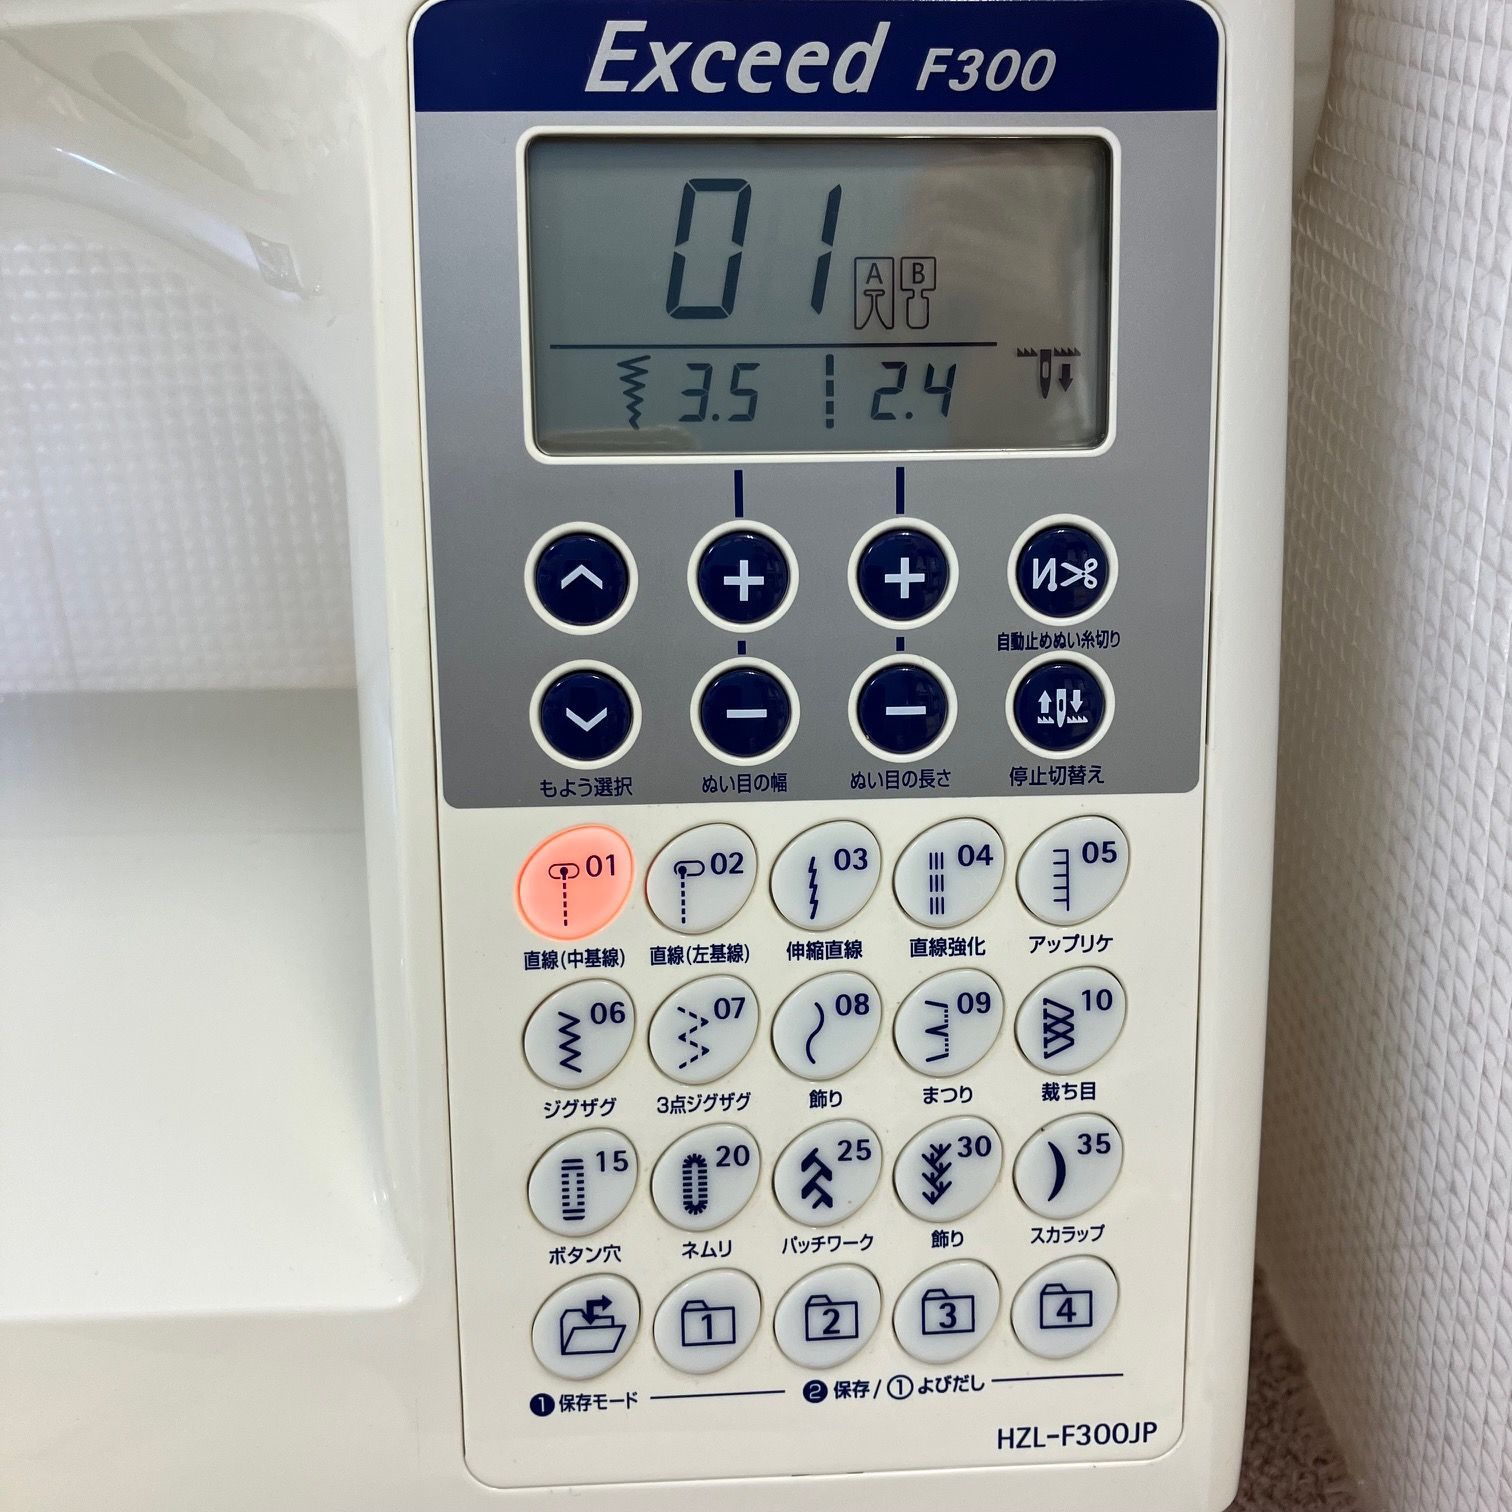 Exceed F300
01 A B
3.5 2.4
自動止めぬい糸切り
もよう選択 ぬい目の幅 ぬい目の長さ 停止切替え
01 02 03 04 05
直線(中基線) 直線(左基線) 伸縮直線 直線強化 アップリケ
06 07 08 09 10
ジグザグ 3点ジグザグ 飾り まつり 裁ち目
15 20 25 30 35
ボタン穴 ネムリ パッチワーク 飾り スカラップ
1 2 3 4
❶保存モード ❷保存/①よびだし
HZL-F300JP